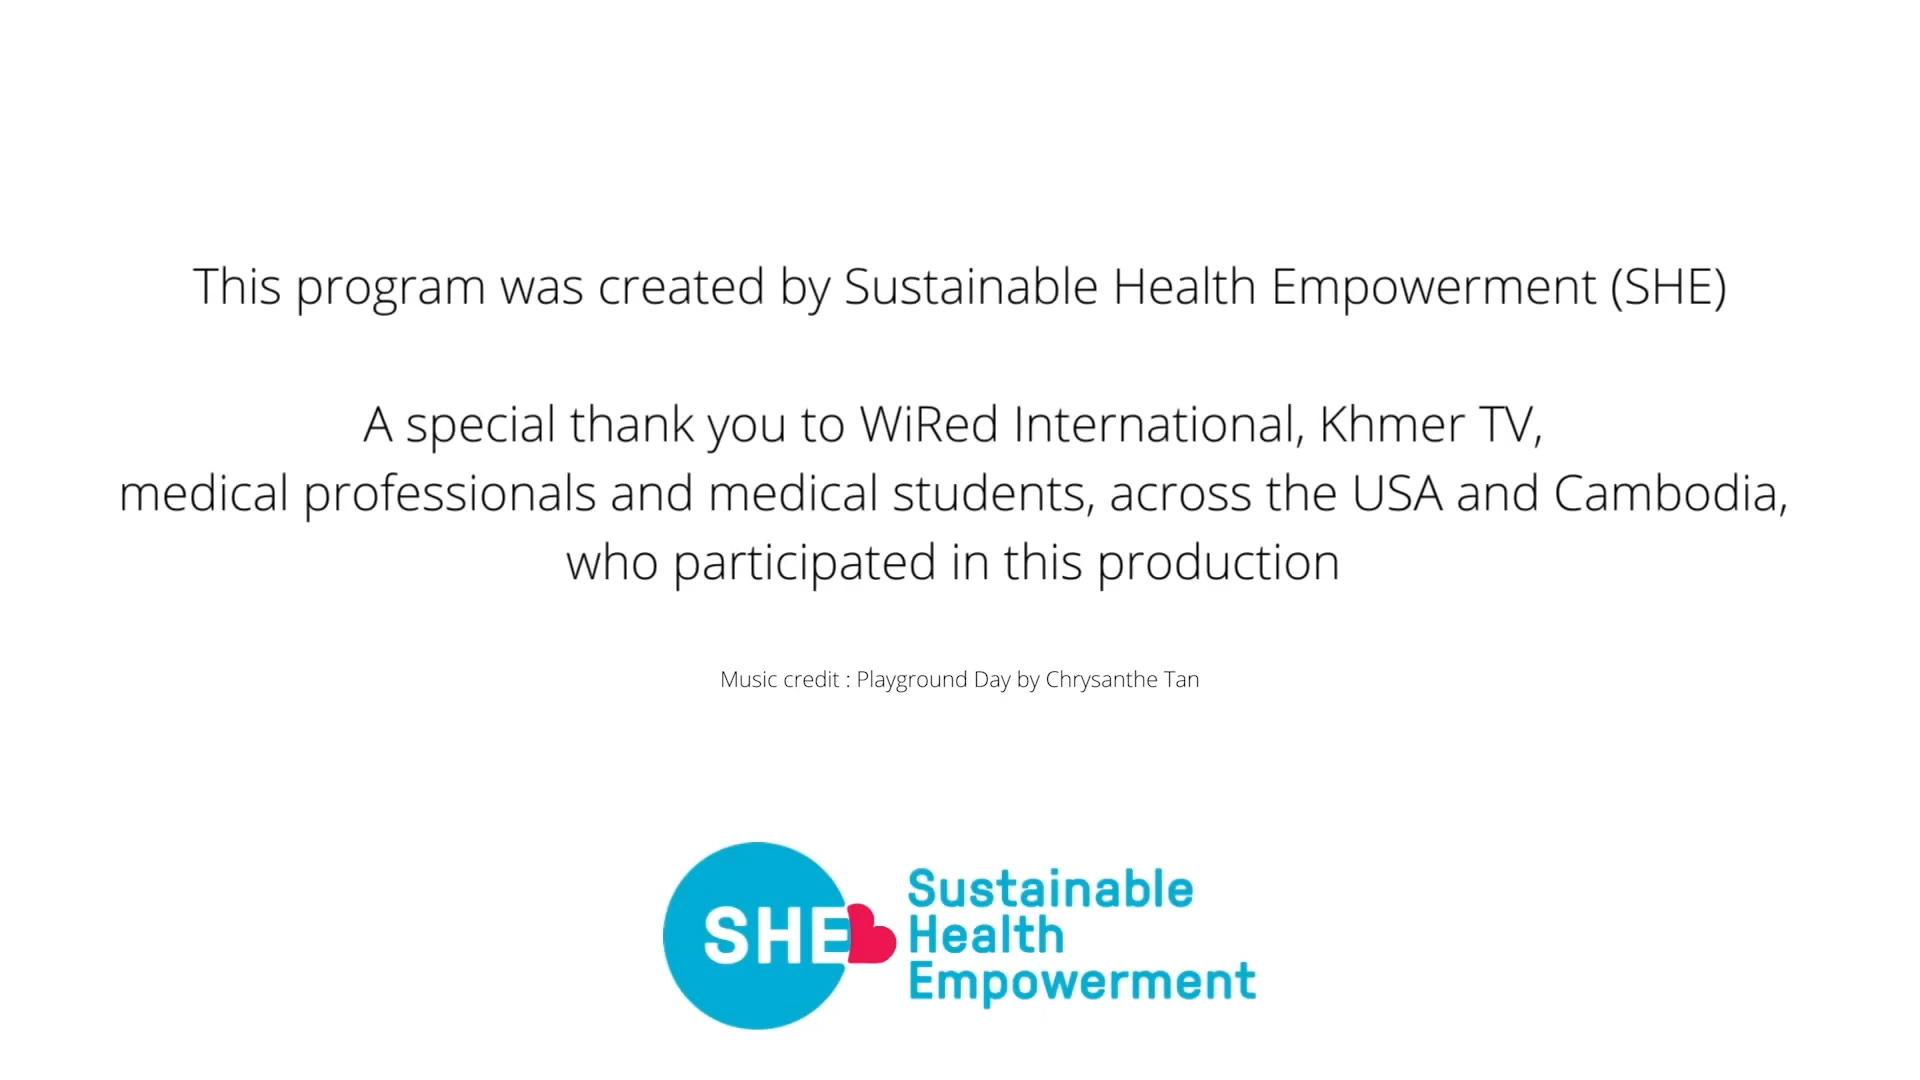 This program was created by Sustainable Health Empowerment (SHE)
A special thank you to WiRed International, Khmer TV,
medical professionals and medical students, across the USA and Cambodia,
who participated in this production
Music credit : Playground Day by Chrysanthe Tan
SHE
Sustainable
Health
Empowerment